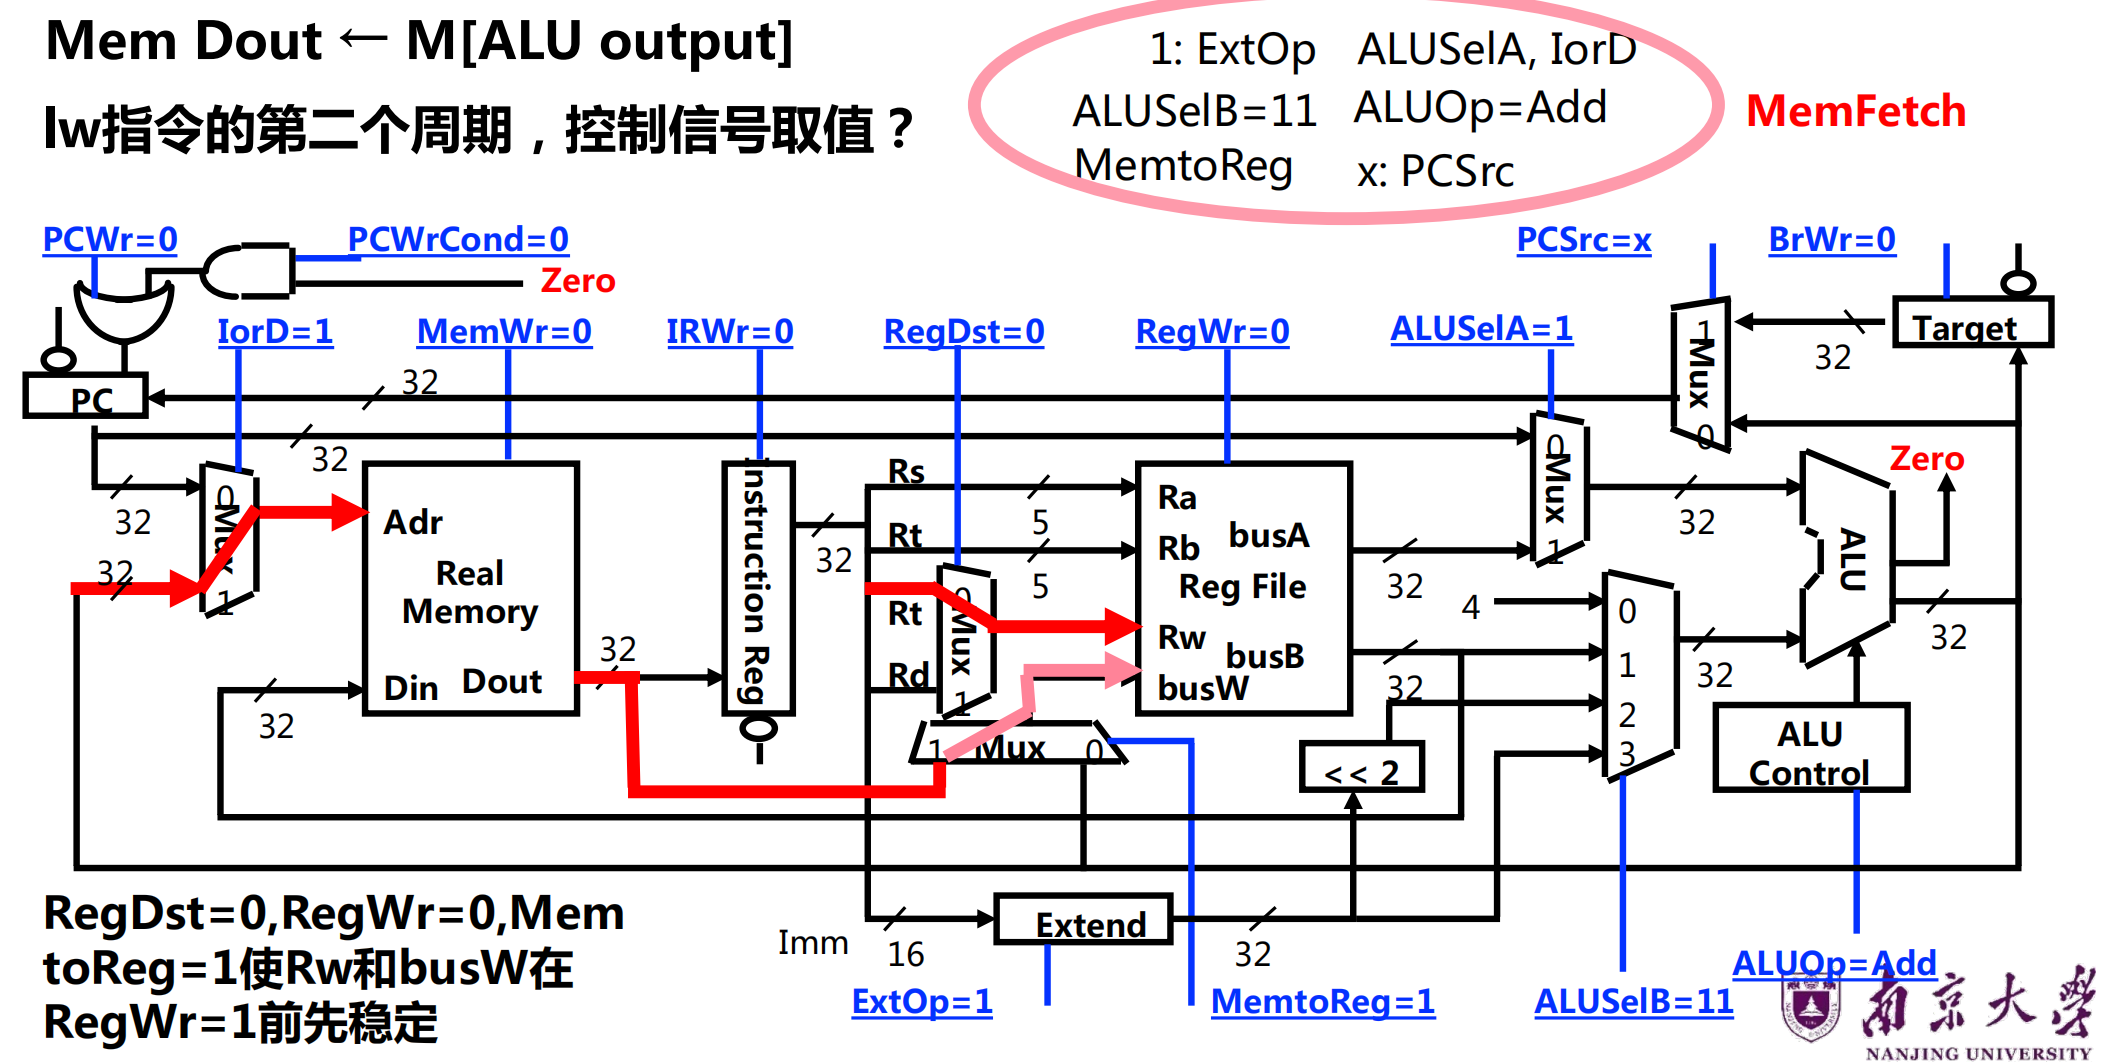 Mem Dout ← M[ALU output]
lw指令的第二个周期，控制信号取值？
1: ExtOp ALUSelA, IorD
ALUSelB=11 ALUOp=Add
MemtoReg x: PCSrc
MemFetch
PCWr=0
PCWrCond=0
Zero
PCSrc=x
BrWr=0
IorD=1
MemWr=0
IRWr=0
RegDst=0
RegWr=0
ALUSelA=1
1
Mux
0
32
Target
PC
32
32
32
32
0
Mux
1
Adr
Real
Memory
Din Dout
32
32
Instruction Reg
32
Rs
Rt
Rt
Rd
5
5
0
Mux
1
1 Mux 0
Ra
Rb
Rw
busW
busA
Reg File
busB
32
32
0
Mux
1
4
0
1
2
3
<< 2
32
32
ALU
Zero
32
ALU
Control
Imm
16
Extend
32
ExtOp=1
MemtoReg=1
ALUSelB=11
ALUOp=Add
RegDst=0,RegWr=0,Mem
toReg=1使Rw和busW在
RegWr=1前先稳定
南京大学
NANJING UNIVERSITY